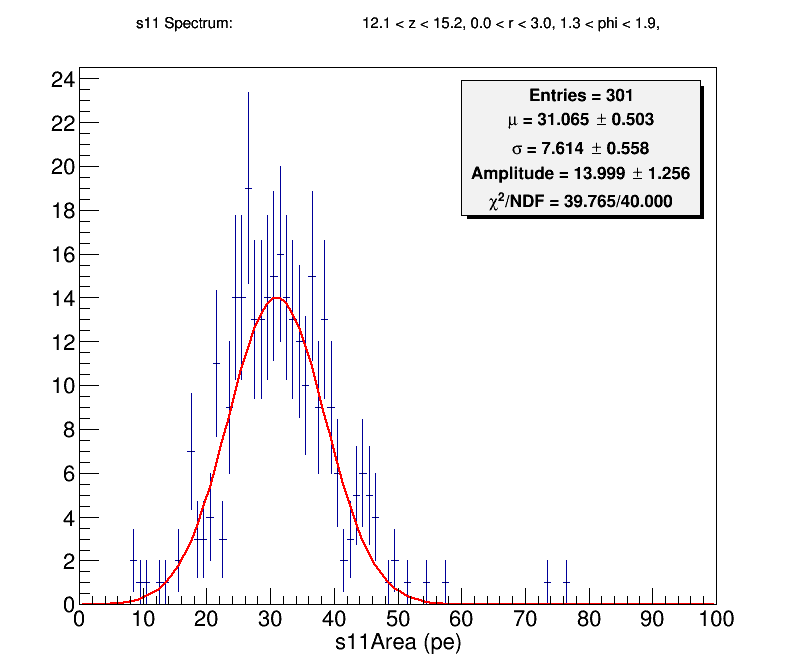 s11 Spectrum: 12.1 < z < 15.2, 0.0 < r < 3.0, 1.3 < phi < 1.9,
Entries = 301
μ = 31.065 ± 0.503
σ = 7.614 ± 0.558
Amplitude = 13.999 ± 1.256
χ²/NDF = 39.765/40.000
24
22
20
18
16
14
12
10
8
6
4
2
0
0 10 20 30 40 50 60 70 80 90 100
s11Area (pe)